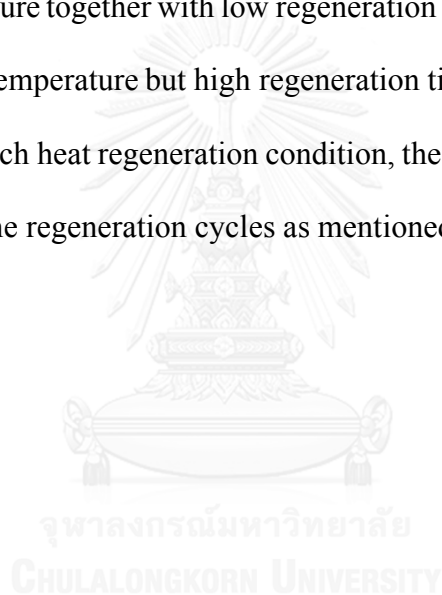 ure together with low regeneration
emperature but high regeneration ti
ch heat regeneration condition, the
ne regeneration cycles as mentioned
จุฬาลงกรณ์มหาวิทยาลัย
CHULALONGKORN UNIVERSITY